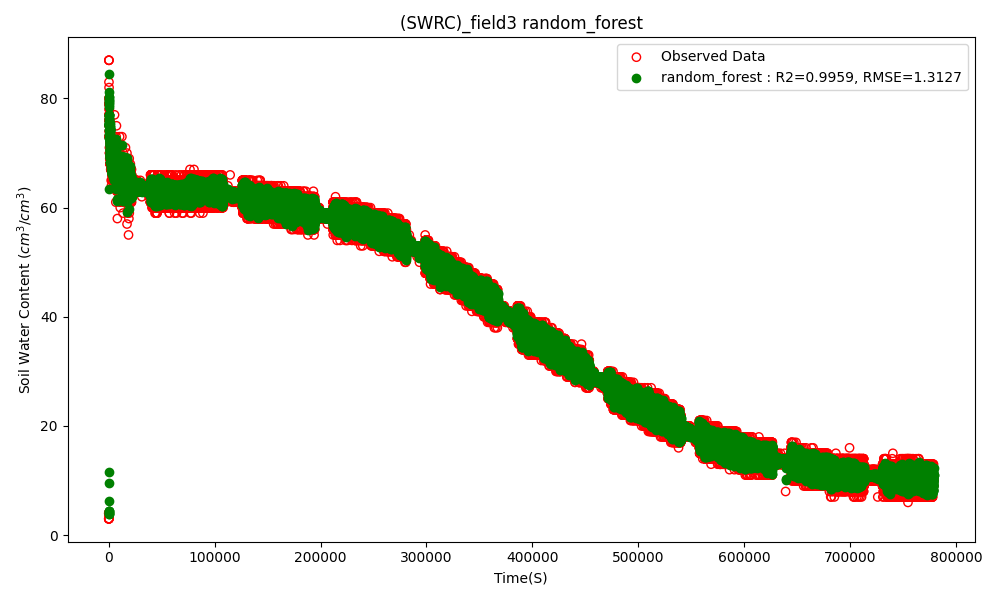 (SWRC)_field3 random_forest
Observed Data
random_forest : R2=0.9959, RMSE=1.3127
Soil Water Content (cm³/cm³)
80
60
40
20
0
0 100000 200000 300000 400000 500000 600000 700000 800000
Time(S)